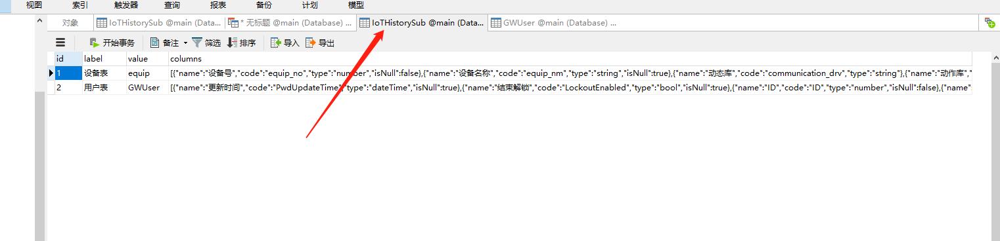 视图 索引 触发器 查询 报表 备份 计划 模型
对象 IoTHistorySub @main (Data... * 无标题 @main (Database) ... IoTHistorySub @main (Data... GWUser @main (Database) ...
开始事务 备注 筛选 排序 导入 导出
id label value columns
1 设备表 equip [{"name":"设备号","code":"equip_no","type":"number","isNull":false},{"name":"设备名称","code":"equip_nm","type":"string","isNull":true},{"name":"动态库","code":"communication_drv","type":"string"},{"name":"动作库","
2 用户表 GWUser [{"name":"更新时间","code":"PwdUpdateTime","type":"dateTime","isNull":true},{"name":"结束解锁","code":"LockoutEnabled","type":"bool","isNull":true},{"name":"ID","code":"ID","type":"number","isNull":false},{"name":